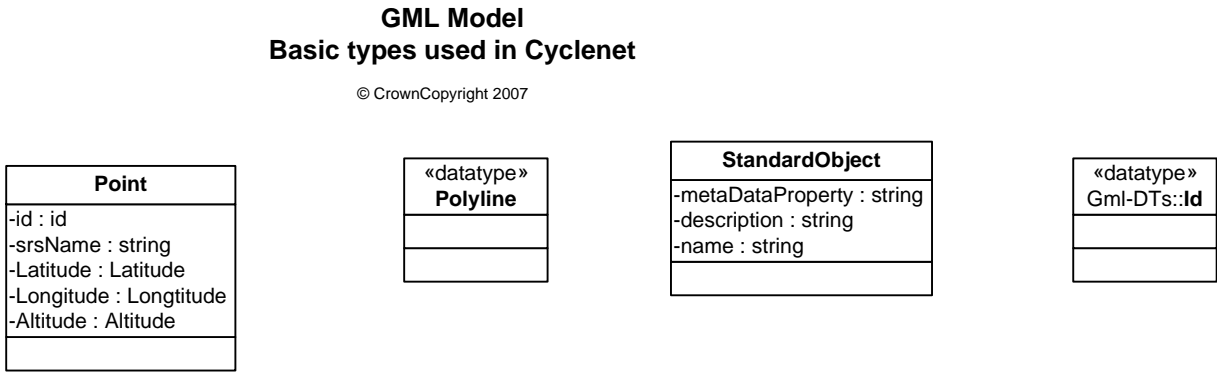 GML Model
Basic types used in Cyclenet
© CrownCopyright 2007
Point
-id : id
-srsName : string
-Latitude : Latitude
-Longitude : Longtitude
-Altitude : Altitude
«datatype»
Polyline
StandardObject
-metaDataProperty : string
-description : string
-name : string
«datatype»
Gml-DTs::Id